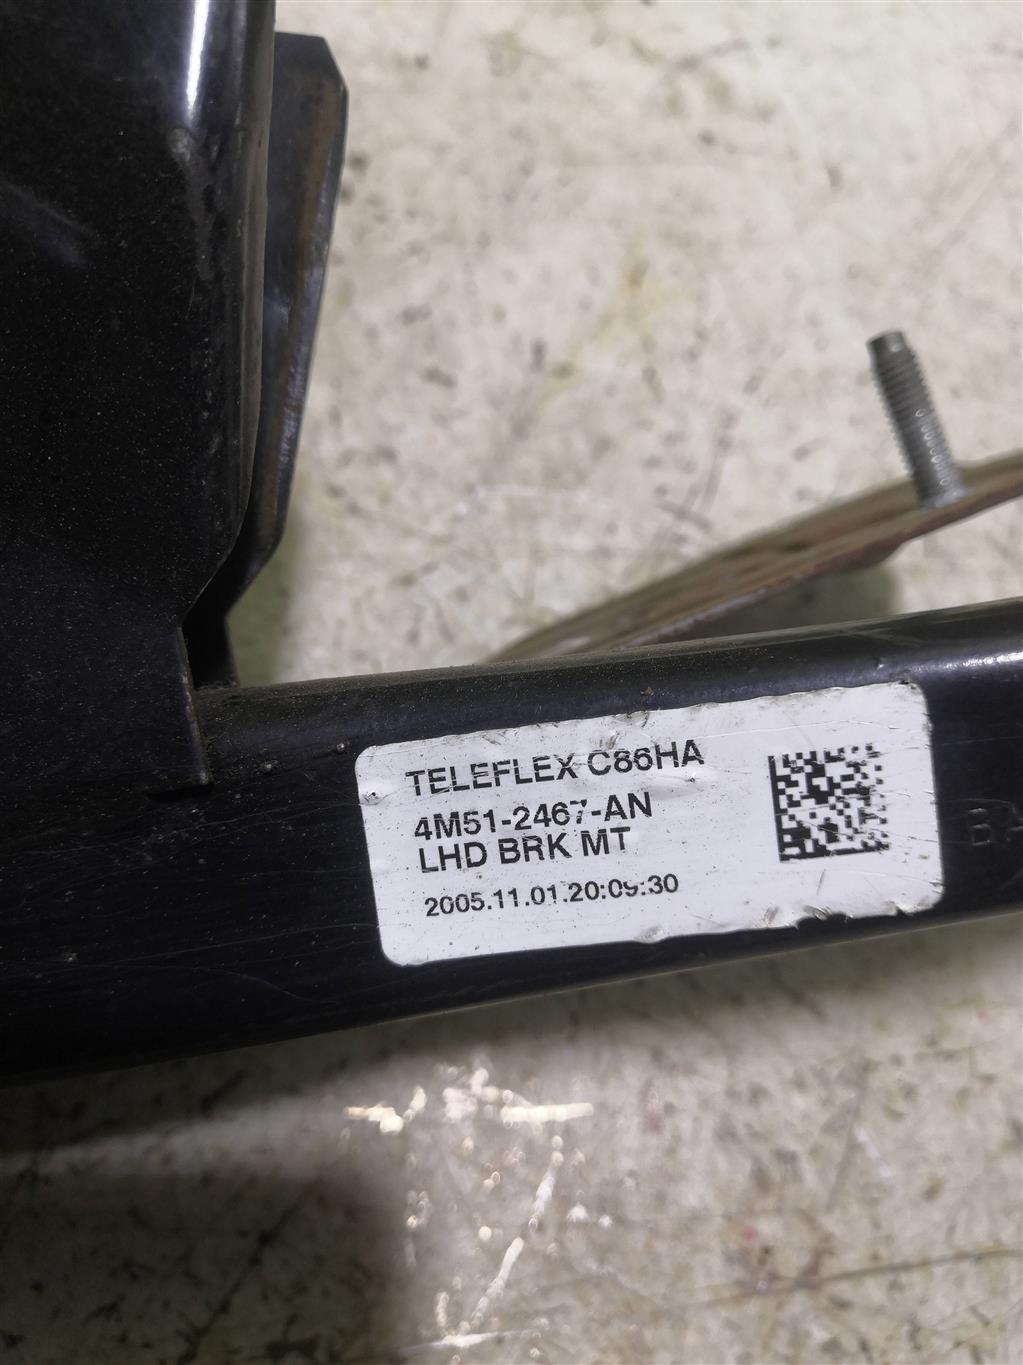 TELEFLEX C86HA
4M51-2467-AN
LHD BRK MT
2005.11.01.20:09:30